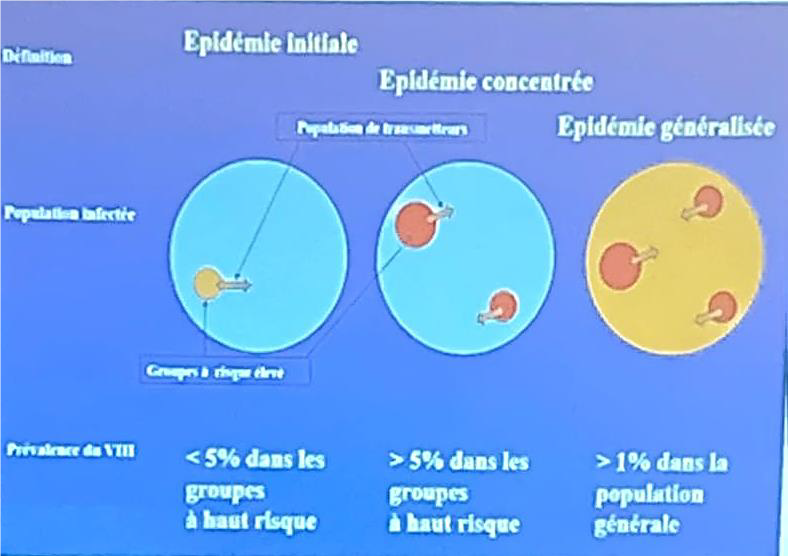 Définition
Epidémie initiale
Epidémie concentrée
Epidémie généralisée
Population de transmetteurs
Population infectée
Groupes à risque élevé
Prévalence du VIH
< 5% dans les
groupes
à haut risque
> 5% dans les
groupes
à haut risque
> 1% dans la
population
générale